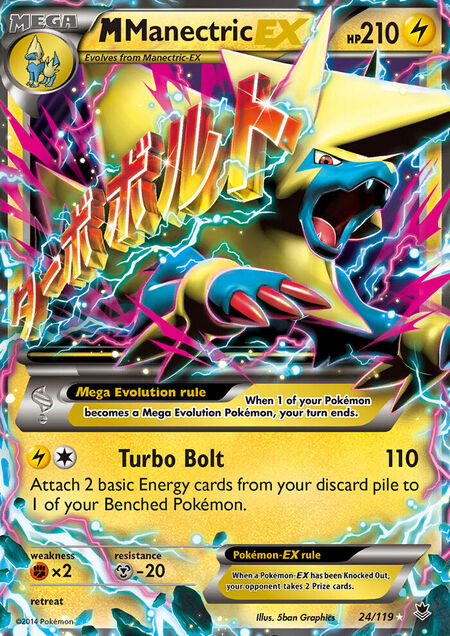 MEGA
M Manectric EX HP210
Evolves from Manectric-EX
ターボボルト
Mega Evolution rule
When 1 of your Pokémon
becomes a Mega Evolution Pokémon, your turn ends.
Turbo Bolt 110
Attach 2 basic Energy cards from your discard pile to
1 of your Benched Pokémon.
weakness resistance
×2 -20
retreat
Pokémon-EX rule
When a Pokémon-EX has been Knocked Out,
your opponent takes 2 Prize cards.
©2014 Pokémon
Illus. 5ban Graphics
24/119